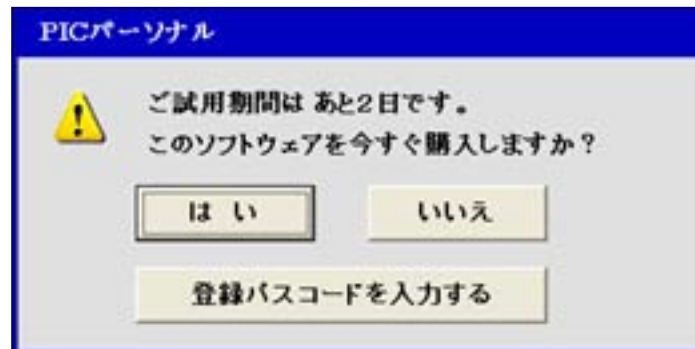 PICパーソナル
ご試用期間は あと2日です。
このソフトウェアを今すぐ購入しますか？
はい
いいえ
登録パスコードを入力する